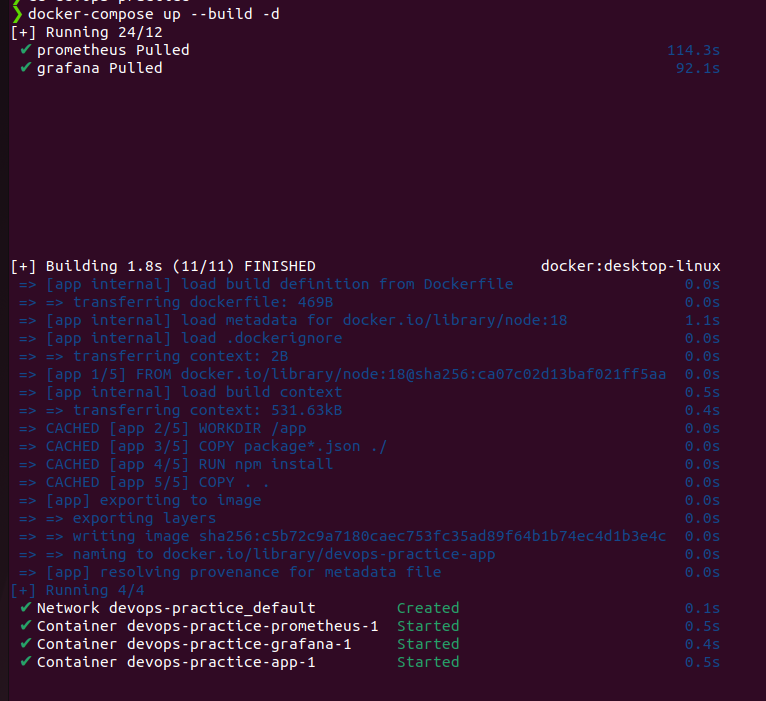 ❯ docker-compose up --build -d
[+] Running 24/12
✔ prometheus Pulled 114.3s
✔ grafana Pulled 92.1s
[+] Building 1.8s (11/11) FINISHED docker:desktop-linux
=> [app internal] load build definition from Dockerfile 0.0s
=> => transferring dockerfile: 469B 0.0s
=> [app internal] load metadata for docker.io/library/node:18 1.1s
=> [app internal] load .dockerignore 0.0s
=> => transferring context: 2B 0.0s
=> [app 1/5] FROM docker.io/library/node:18@sha256:ca07c02d13baf021ff5aa 0.0s
=> [app internal] load build context 0.5s
=> => transferring context: 531.63kB 0.4s
=> CACHED [app 2/5] WORKDIR /app 0.0s
=> CACHED [app 3/5] COPY package*.json ./ 0.0s
=> CACHED [app 4/5] RUN npm install 0.0s
=> CACHED [app 5/5] COPY . . 0.0s
=> [app] exporting to image 0.0s
=> => exporting layers 0.0s
=> => writing image sha256:c5b72c9a7180caec753fc35ad89f64b1b74ec4d1b3e4c 0.0s
=> => naming to docker.io/library/devops-practice-app 0.0s
=> [app] resolving provenance for metadata file 0.0s
[+] Running 4/4
✔ Network devops-practice_default Created 0.1s
✔ Container devops-practice-prometheus-1 Started 0.5s
✔ Container devops-practice-grafana-1 Started 0.4s
✔ Container devops-practice-app-1 Started 0.5s